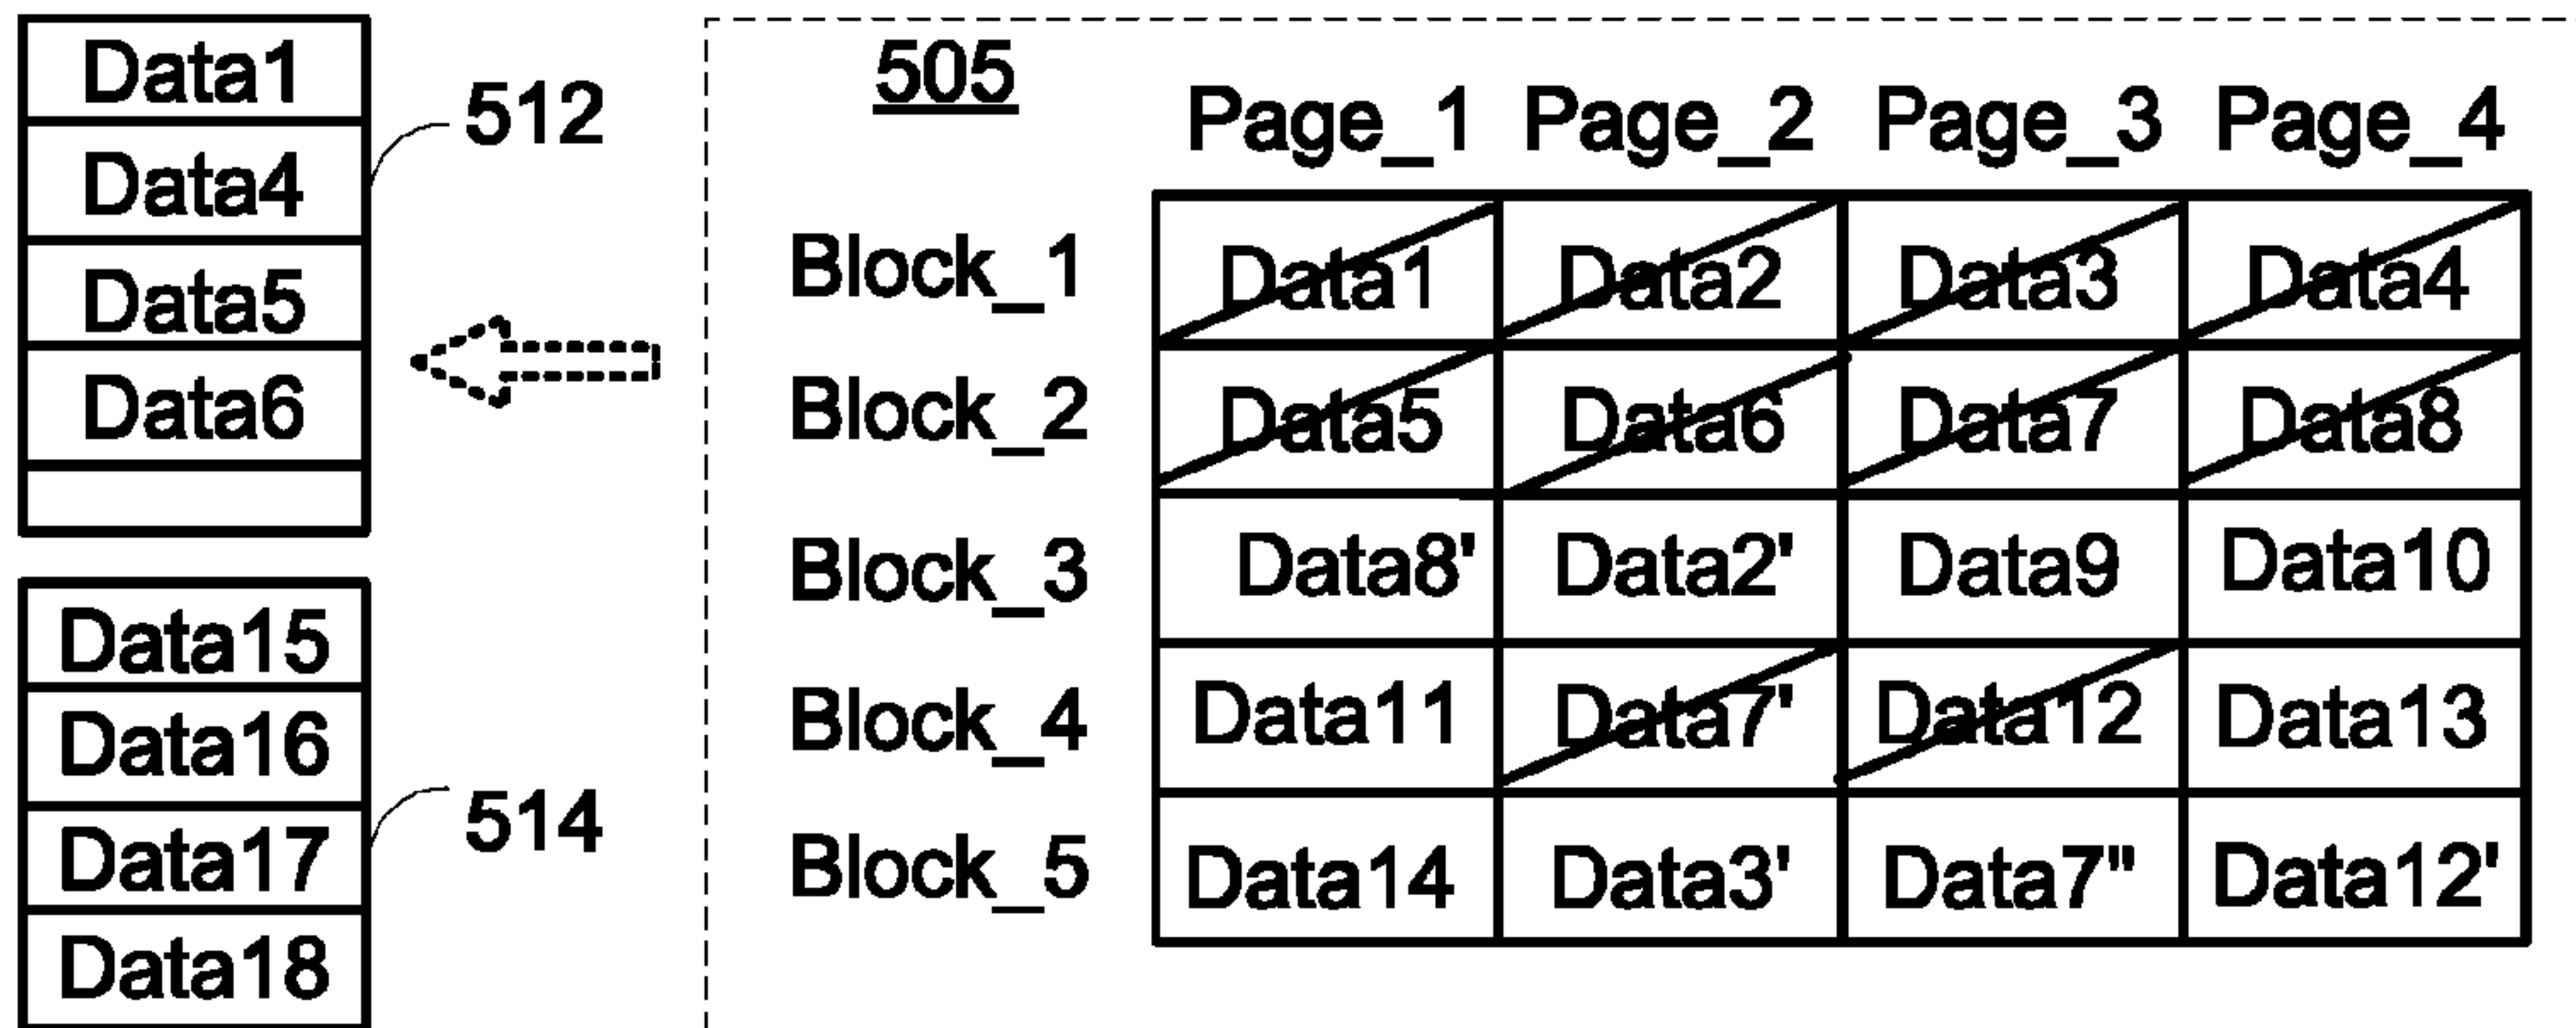 Data1
Data4
Data5
Data6
512
Data15
Data16
Data17
Data18
514
505
Page_1 Page_2 Page_3 Page_4
Block_1 Data1 Data2 Data3 Data4
Block_2 Data5 Data6 Data7 Data8
Block_3 Data8' Data2' Data9 Data10
Block_4 Data11 Data7' Data12 Data13
Block_5 Data14 Data3' Data7" Data12'